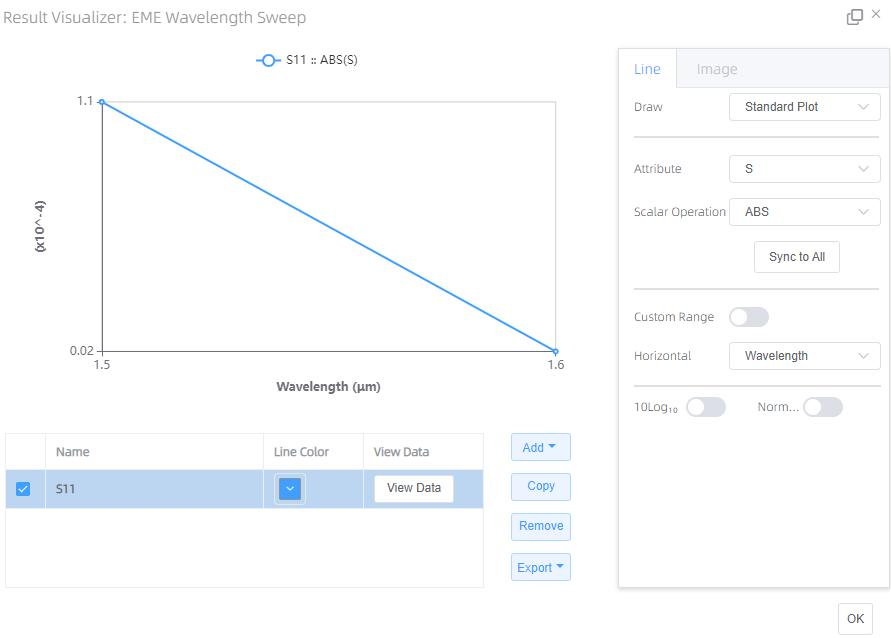 Result Visualizer: EME Wavelength Sweep
S11 :: ABS(S)
1.1
(x10^-4)
0.02
1.5
1.6
Wavelength (μm)
Name
Line Color
View Data
S11
View Data
Add
Copy
Remove
Export
Line
Image
Draw
Standard Plot
Attribute
S
Scalar Operation
ABS
Sync to All
Custom Range
Horizontal
Wavelength
10Log₁₀
Norm...
OK